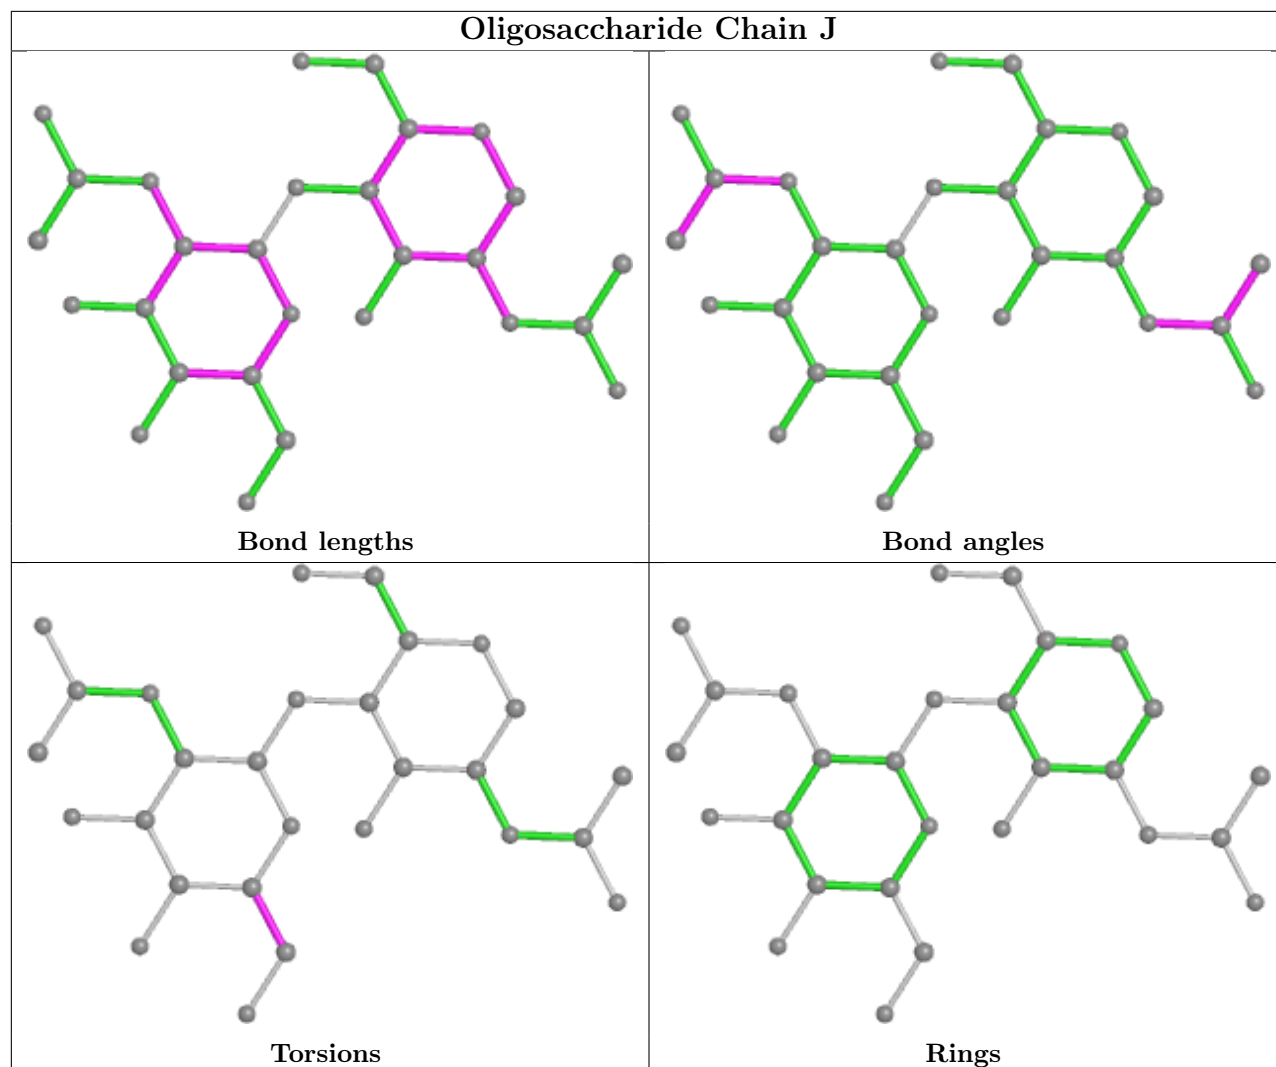 Oligosaccharide Chain J
Bond lengths
Bond angles
Torsions
Rings